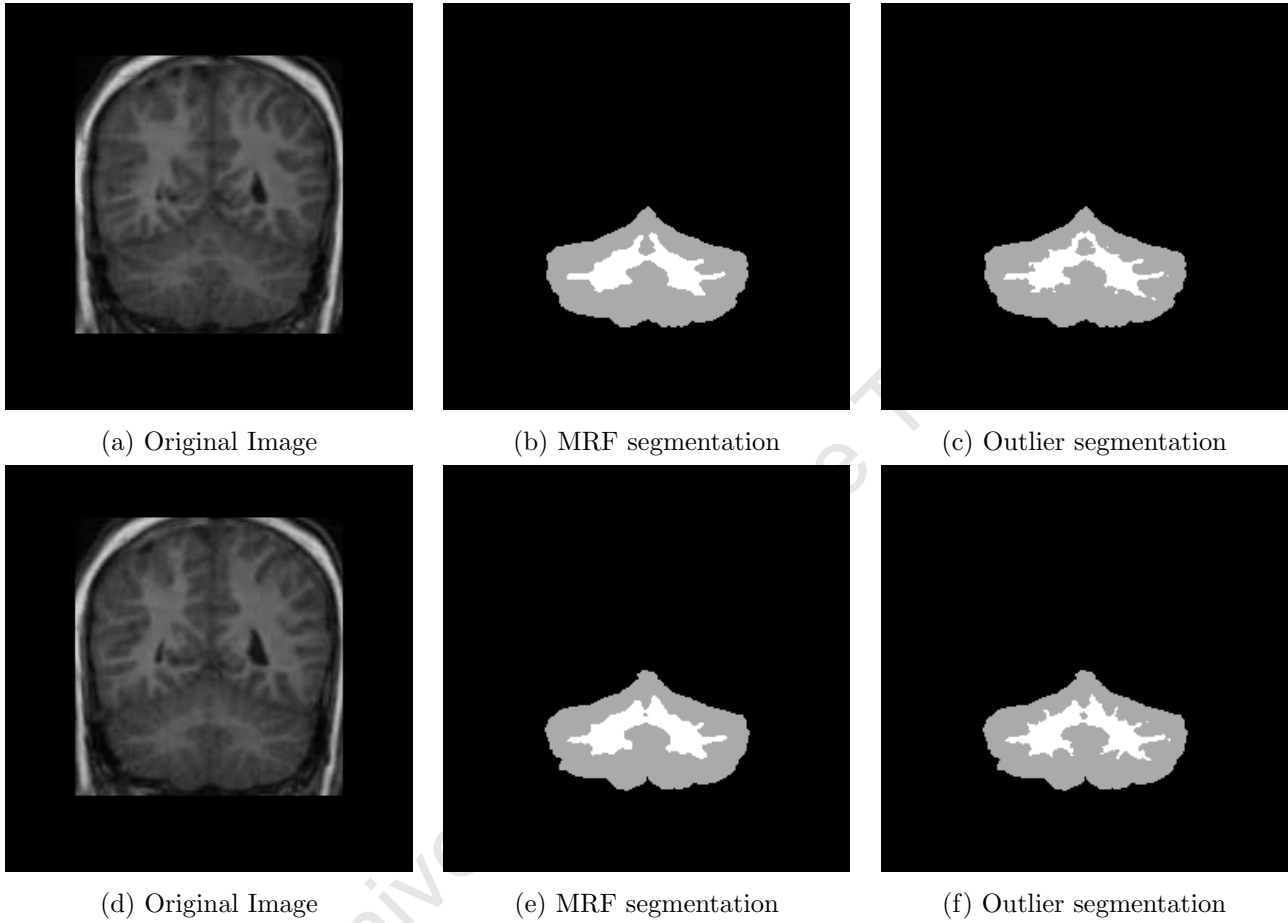 (a) Original Image
(b) MRF segmentation
(c) Outlier segmentation
(d) Original Image
(e) MRF segmentation
(f) Outlier segmentation